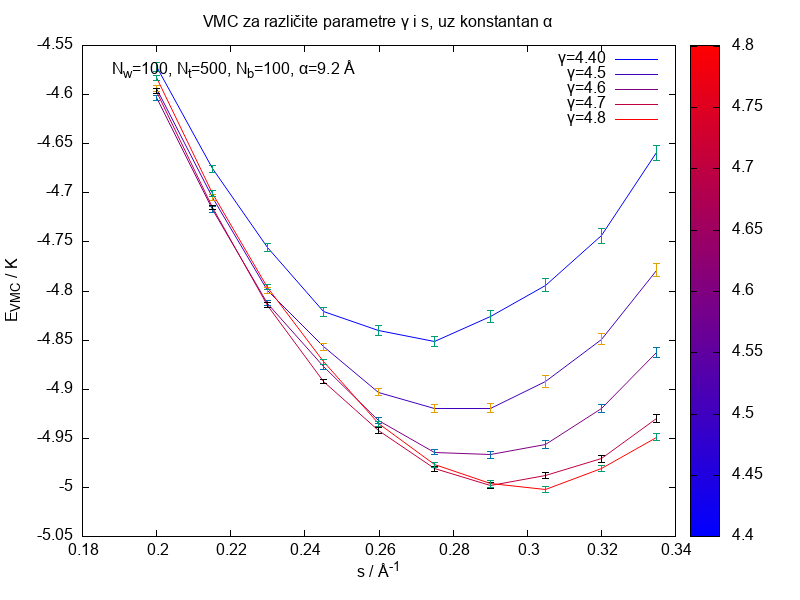 VMC za različite parametre γ i s, uz konstantan α
N_w=100, N_t=500, N_b=100, α=9.2 Å
γ=4.40
γ=4.5
γ=4.6
γ=4.7
γ=4.8
-4.55
-4.6
-4.65
-4.7
-4.75
-4.8
-4.85
-4.9
-4.95
-5
-5.05
E_VMC / K
0.18 0.2 0.22 0.24 0.26 0.28 0.3 0.32 0.34
s / Å^-1
4.8
4.75
4.7
4.65
4.6
4.55
4.5
4.45
4.4